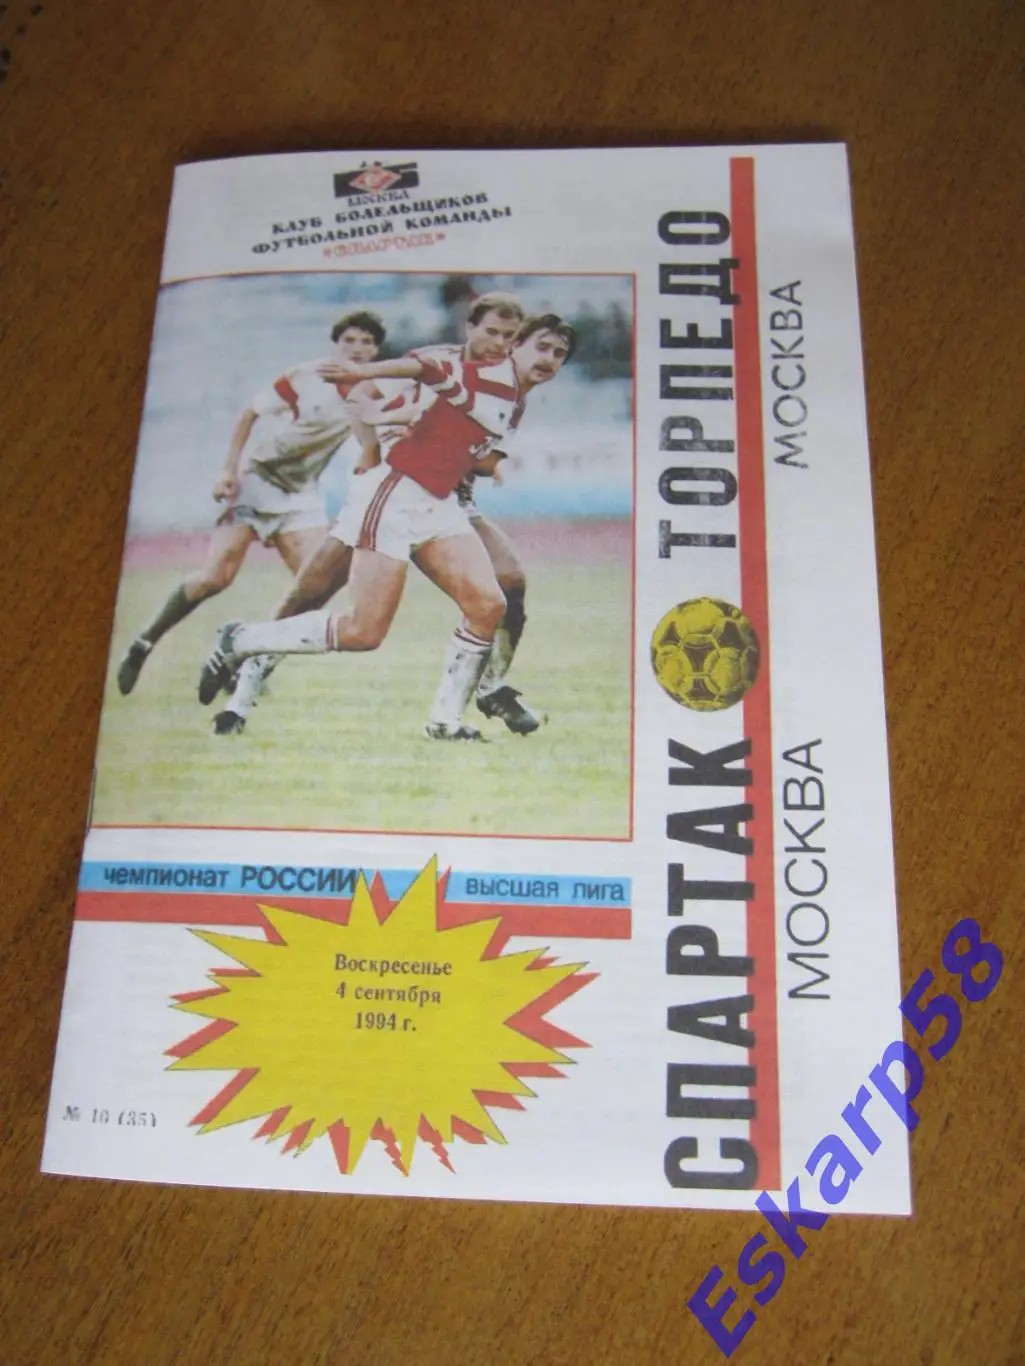 МОСКВА
КЛУБ БОЛЕЛЬЩИКОВ
ФУТБОЛЬНОЙ КОМАНДЫ
«СПАРТАК»
СПАРТАК ТОРПЕДО
МОСКВА МОСКВА
чемпионат РОССИИ высшая лига
Воскресенье
4 сентября
1994 г.
№ 10 (35)
Eskarp58